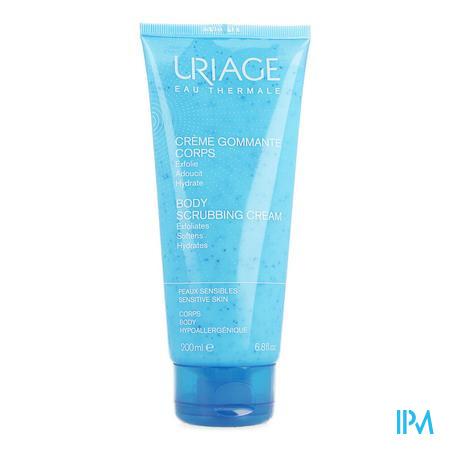 URIAGE
EAU THERMALE
CRÈME GOMMANTE
CORPS
Exfolie
Adoucit
Hydrate
BODY
SCRUBBING CREAM
Exfoliates
Softens
Hydrates
PEAUX SENSIBLES
SENSITIVE SKIN
CORPS
BODY
HYPOALLERGÉNIQUE
200ml e 6.8fl.oz
IPM